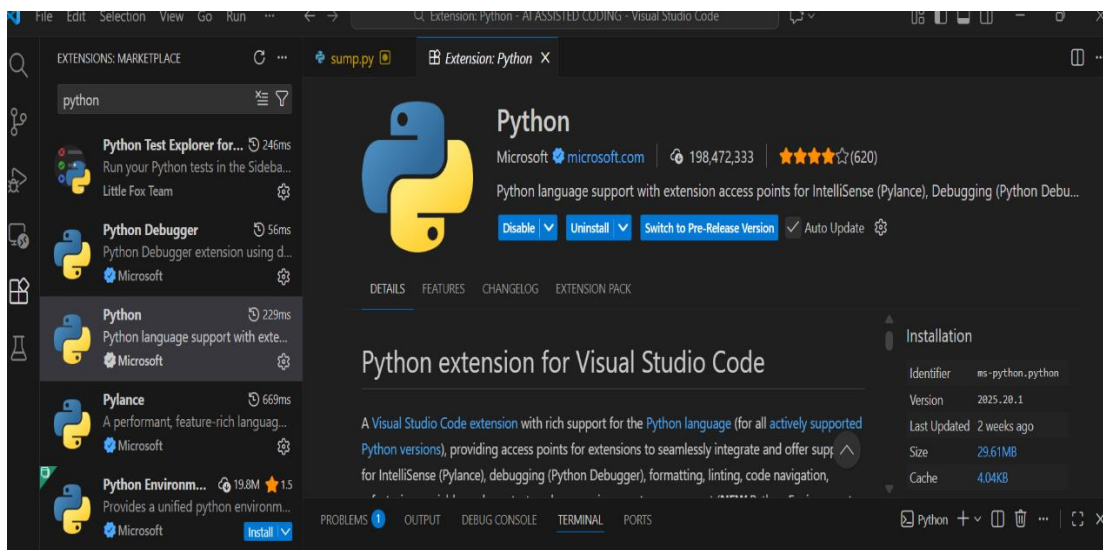 File Edit Selection View Go Run ···
Extension: Python - AI ASSISTED CODING - Visual Studio Code
EXTENSIONS: MARKETPLACE
python
Python Test Explorer for... 246ms
Run your Python tests in the Sideba...
Little Fox Team
Python Debugger 56ms
Python Debugger extension using d...
Microsoft
Python 229ms
Python language support with exte...
Microsoft
Pylance 669ms
A performant, feature-rich languag...
Microsoft
Python Environm... 19.8M 1.5
Provides a unified python environm...
Microsoft Install
sump.py Extension: Python
Python
Microsoft microsoft.com 198,472,333 (620)
Python language support with extension access points for IntelliSense (Pylance), Debugging (Python Debu...
Disable Uninstall Switch to Pre-Release Version Auto Update
DETAILS FEATURES CHANGELOG EXTENSION PACK
Python extension for Visual Studio Code
A Visual Studio Code extension with rich support for the Python language (for all actively supported
Python versions), providing access points for extensions to seamlessly integrate and offer supp
for IntelliSense (Pylance), debugging (Python Debugger), formatting, linting, code navigation,
Installation
Identifier ms-python.python
Version 2025.20.1
Last Updated 2 weeks ago
Size 29.61MB
Cache 4.04KB
PROBLEMS 1 OUTPUT DEBUG CONSOLE TERMINAL PORTS
Python